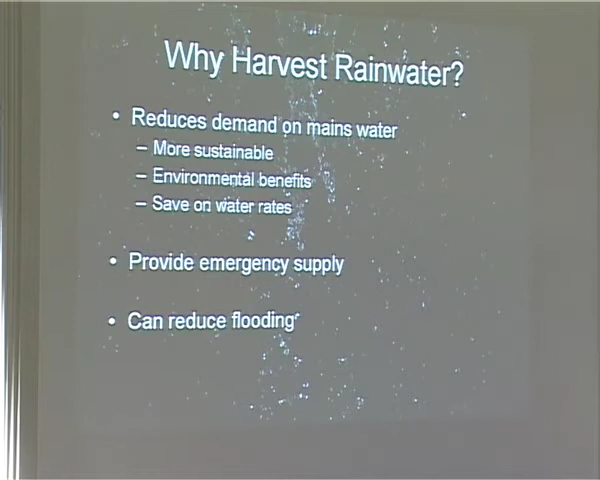 Why Harvest Rainwater?
• Reduces demand on mains water
– More sustainable
– Environmental benefits
– Save on water rates
• Provide emergency supply
• Can reduce flooding